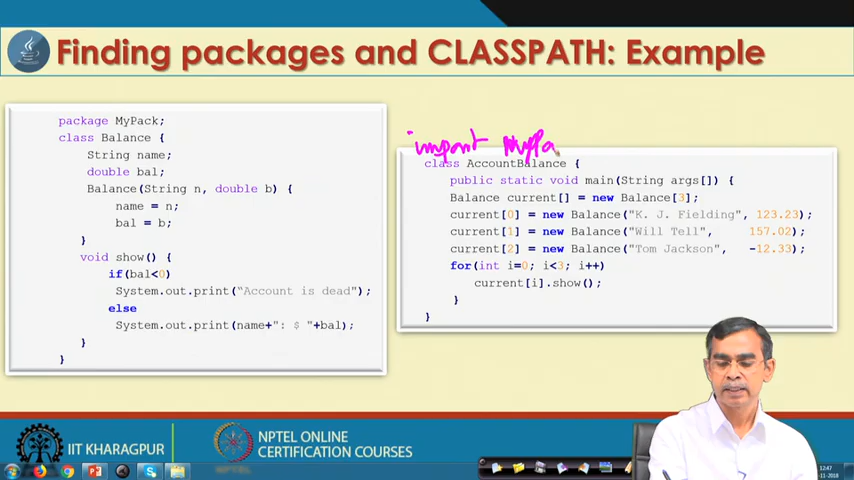 Finding packages and CLASSPATH: Example
package MyPack;
class Balance {
String name;
double bal;
Balance(String n, double b) {
name = n;
bal = b;
}
void show() {
if(bal<0)
System.out.print("Account is dead");
else
System.out.print(name+": $ "+bal);
}
}
import MyPa
class AccountBalance {
public static void main(String args[]) {
Balance current[] = new Balance[3];
current[0] = new Balance("K. J. Fielding", 123.23);
current[1] = new Balance("Will Tell", 157.02);
current[2] = new Balance("Tom Jackson", -12.33);
for(int i=0; i<3; i++)
current[i].show();
}
}
IIT KHARAGPUR
NPTEL ONLINE
CERTIFICATION COURSES
NPTEL
12:47